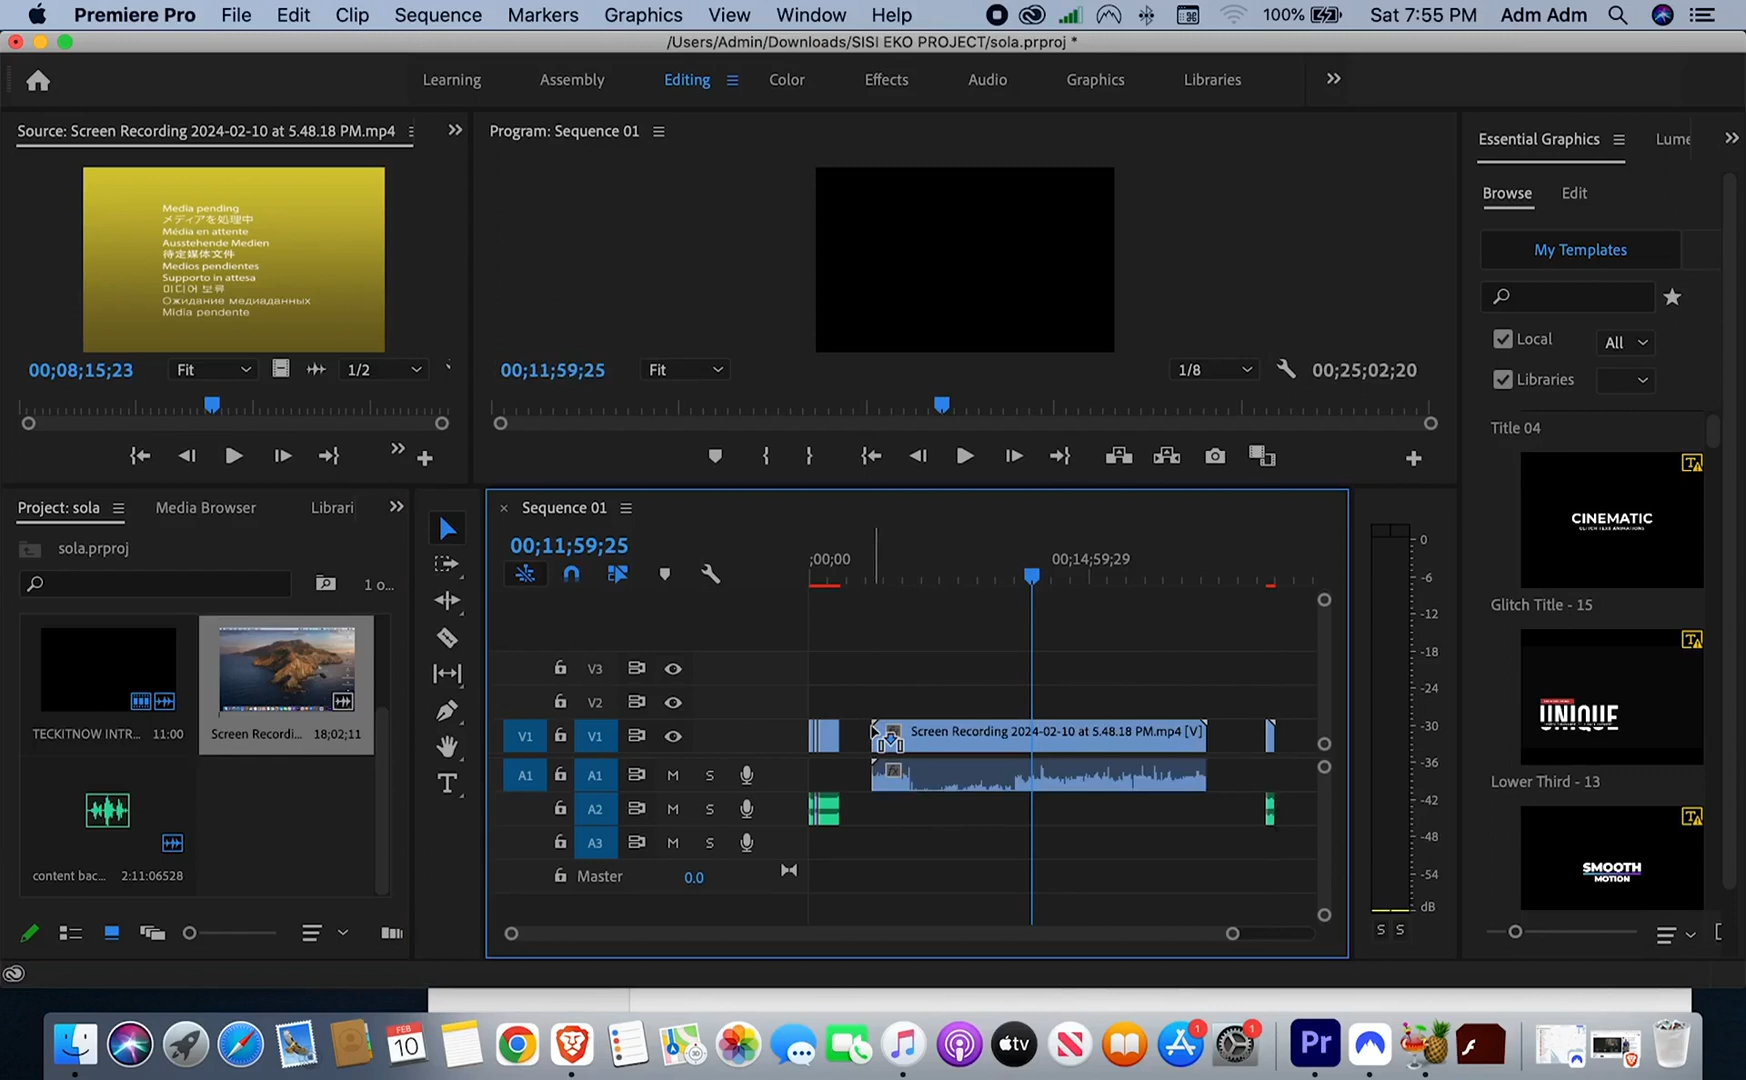 Premiere Pro File Edit Clip Sequence Markers Graphics View Window Help 100% Sat 7:55 PM Adm Adm
/Users/Admin/Downloads/SISI EKO PROJECT/sola.prproj *
Learning Assembly Editing Color Effects Audio Graphics Libraries
Source: Screen Recording 2024-02-10 at 5.48.18 PM.mp4
Media pending
メディアを処理中
Média en attente
Ausstehende Medien
待定媒体文件
Medios pendientes
Supporto in attesa
미디어 보류
Ожидание медиаданных
Mídia pendente
00;08;15;23 Fit 1/2
Program: Sequence 01
00;11;59;25 Fit 1/8 00;25;02;20
Essential Graphics
Browse Edit
My Templates
Local All
Libraries
Title 04
CINEMATIC
Glitch Title - 15
UNIQUE
Lower Third - 13
SMOOTH
MOTION
Project: sola Media Browser Librari
sola.prproj
1 o...
TECKITNOW INTR... 11:00
Screen Recordi... 18;02;11
content bac... 2:11:06528
Sequence 01
00;11;59;25
;00;00 00;14;59;29
V3
V2
V1 V1 Screen Recording 2024-02-10 at 5.48.18 PM.mp4 [V]
A1 A1 M S
A2 M S
A3 M S
Master 0.0
0
-6
-12
-18
-24
-30
-36
-42
-48
-54
dB
S S
FEB
10
tv
1
1
Pr